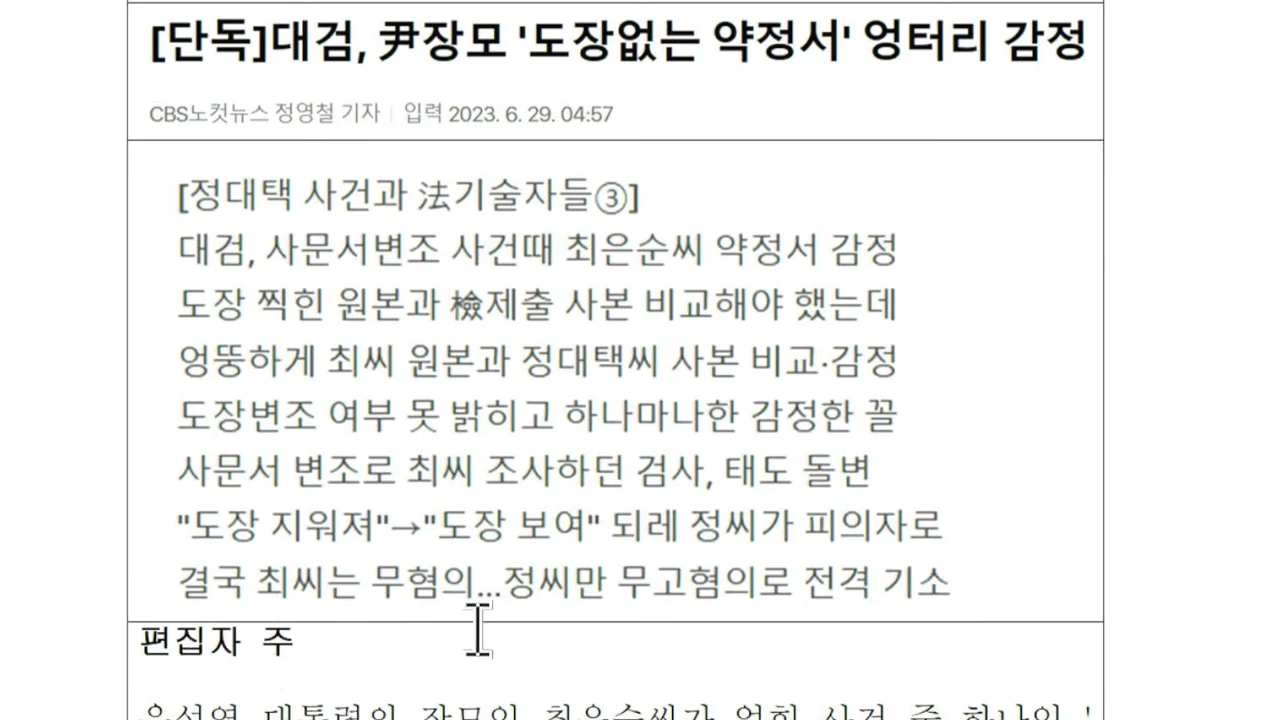 [단독]대검, 尹장모 '도장없는 약정서' 엉터리 감정
CBS노컷뉴스 정영철 기자 입력 2023. 6. 29. 04:57
[정대택 사건과 法기술자들③]
대검, 사문서변조 사건때 최은순씨 약정서 감정
도장 찍힌 원본과 檢제출 사본 비교해야 했는데
엉뚱하게 최씨 원본과 정대택씨 사본 비교·감정
도장변조 여부 못 밝히고 하나마나한 감정한 꼴
사문서 변조로 최씨 조사하던 검사, 태도 돌변
"도장 지워져"→"도장 보여" 되레 정씨가 피의자로
결국 최씨는 무혐의...정씨만 무고혐의로 전격 기소
편집자 주